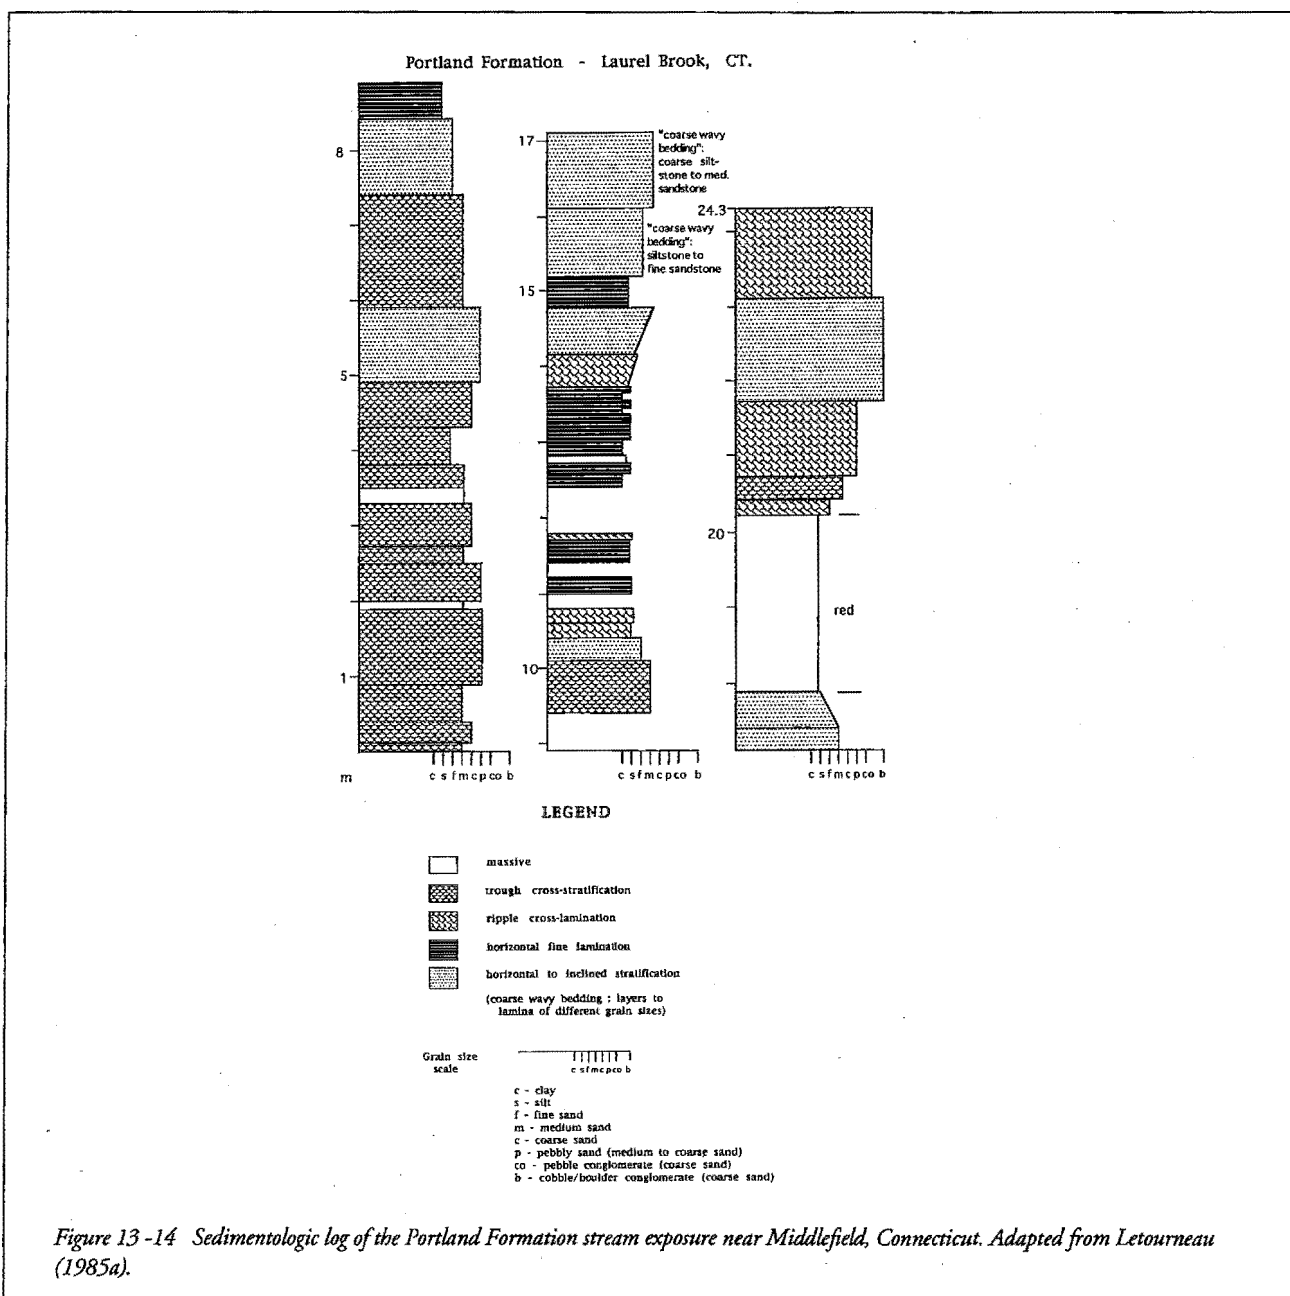 Portland Formation - Laurel Brook, CT.
8
5
1
m
c s f m c p co b
17
15
10
"coarse wavy
bedding":
coarse silt-
stone to med.
sandstone
"coarse wavy
bedding":
siltstone to
fine sandstone
c s f m c p co b
24.3
20
red
c s f m c p co b
LEGEND
massive
trough cross-stratification
ripple cross-lamination
horizontal fine lamination
horizontal to inclined stratification
(coarse wavy bedding : layers to
lamina of different grain sizes)
Grain size
scale
c s f m c p co b
c - clay
s - silt
f - fine sand
m - medium sand
c - coarse sand
p - pebbly sand (medium to coarse sand)
co - pebble conglomerate (coarse sand)
b - cobble/boulder conglomerate (coarse sand)
Figure 13 -14 Sedimentologic log of the Portland Formation stream exposure near Middlefield, Connecticut. Adapted from Letourneau
(1985a).